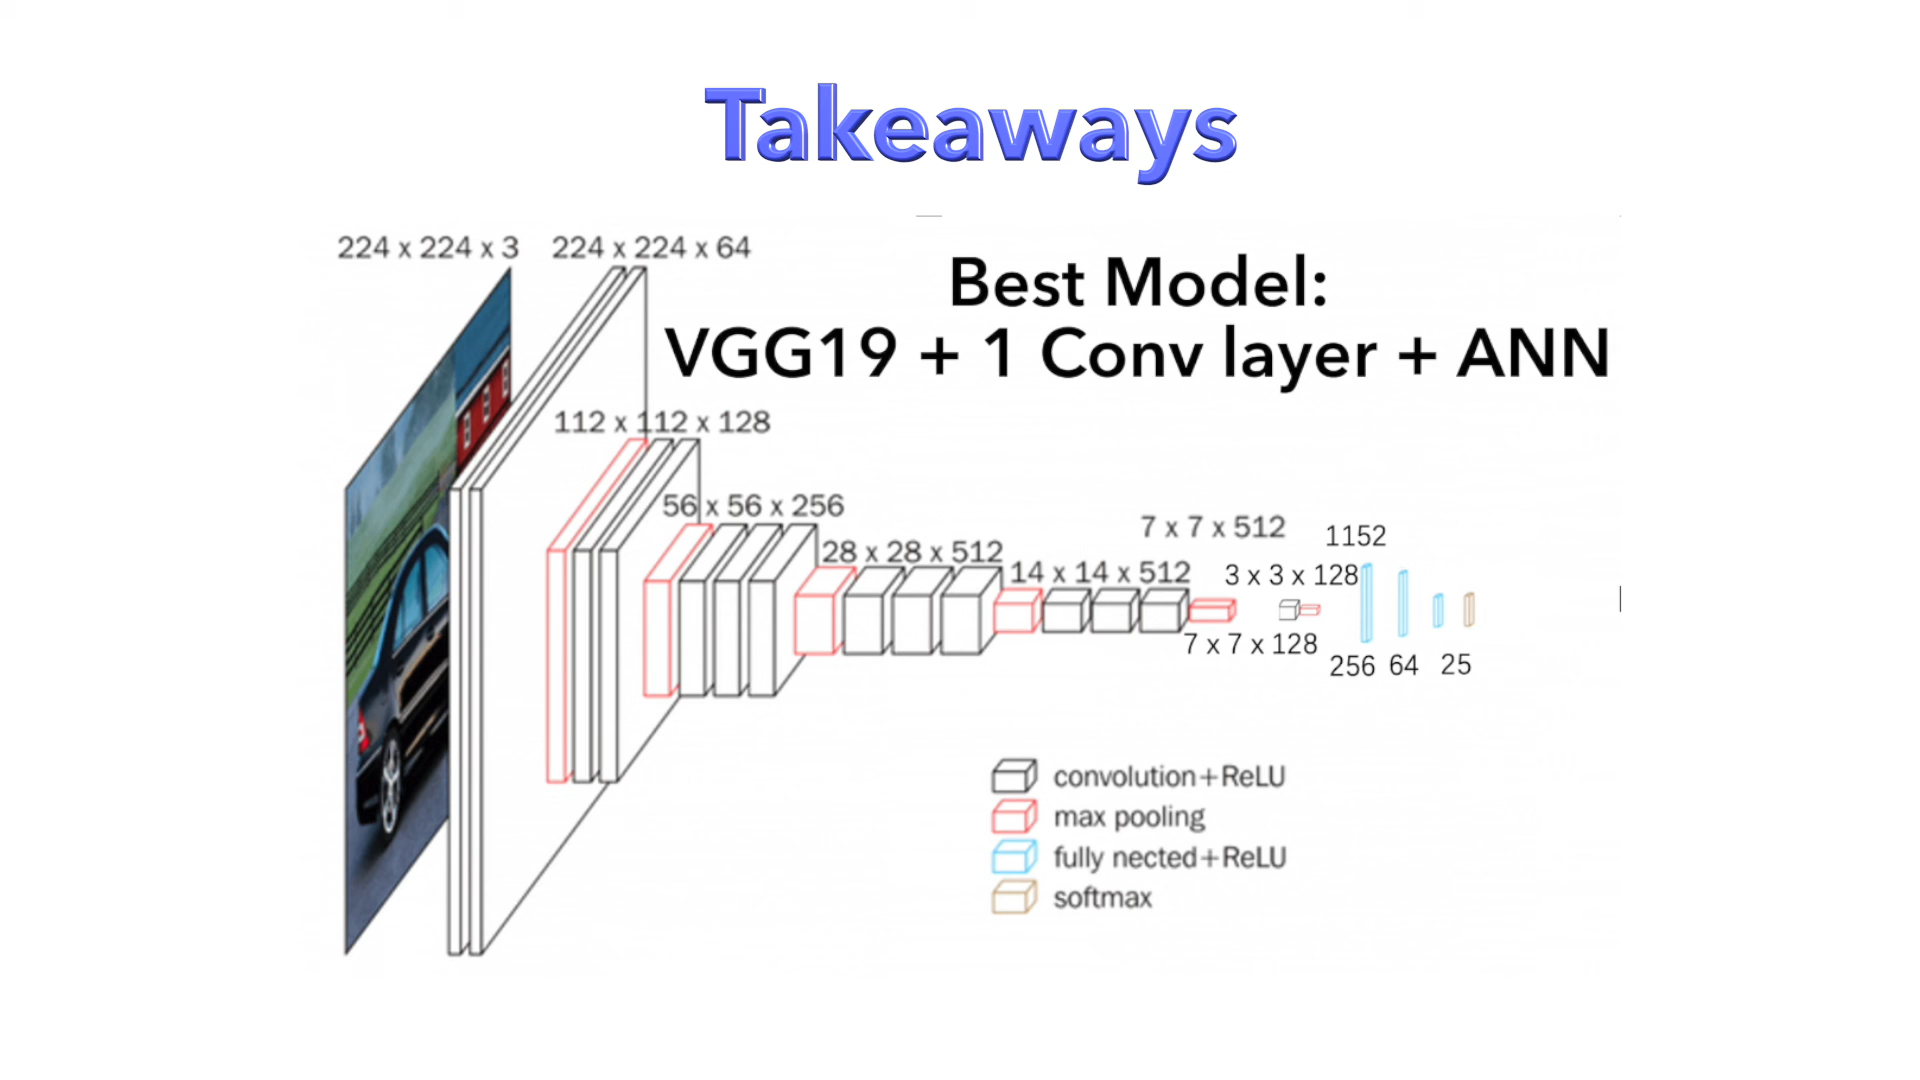 Takeaways
224 x 224 x 3
224 x 224 x 64
Best Model:
VGG19 + 1 Conv layer + ANN
112 x 112 x 128
56 x 56 x 256
28 x 28 x 512
14 x 14 x 512
7 x 7 x 512
3 x 3 x 128
1152
7 x 7 x 128
256
64
25
convolution+ReLU
max pooling
fully nected+ReLU
softmax